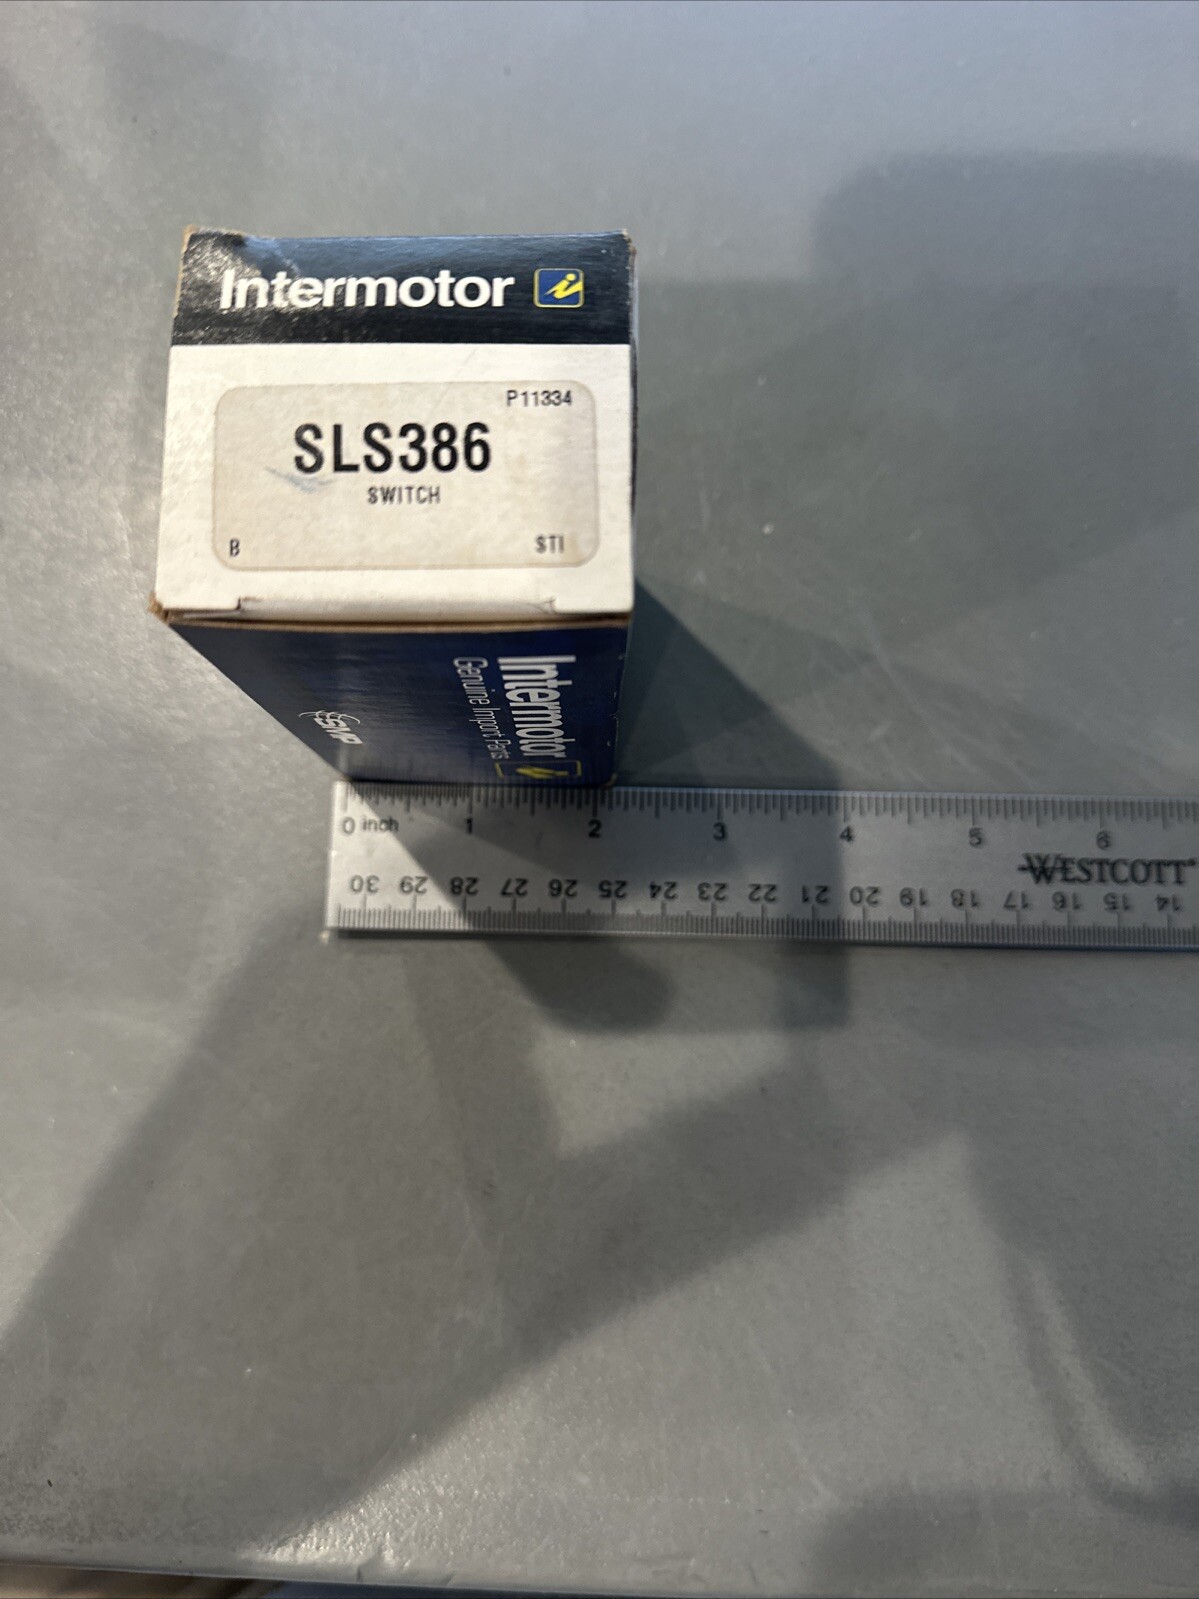 Intermotor i
P11334
SLS386
SWITCH
B STI
Intermotor i
Genuine Import Parts
SMP
0 inch 1 2 3 4 5 6
WESTCOTT
30 29 28 27 26 25 24 23 22 21 20 19 18 17 16 15 14